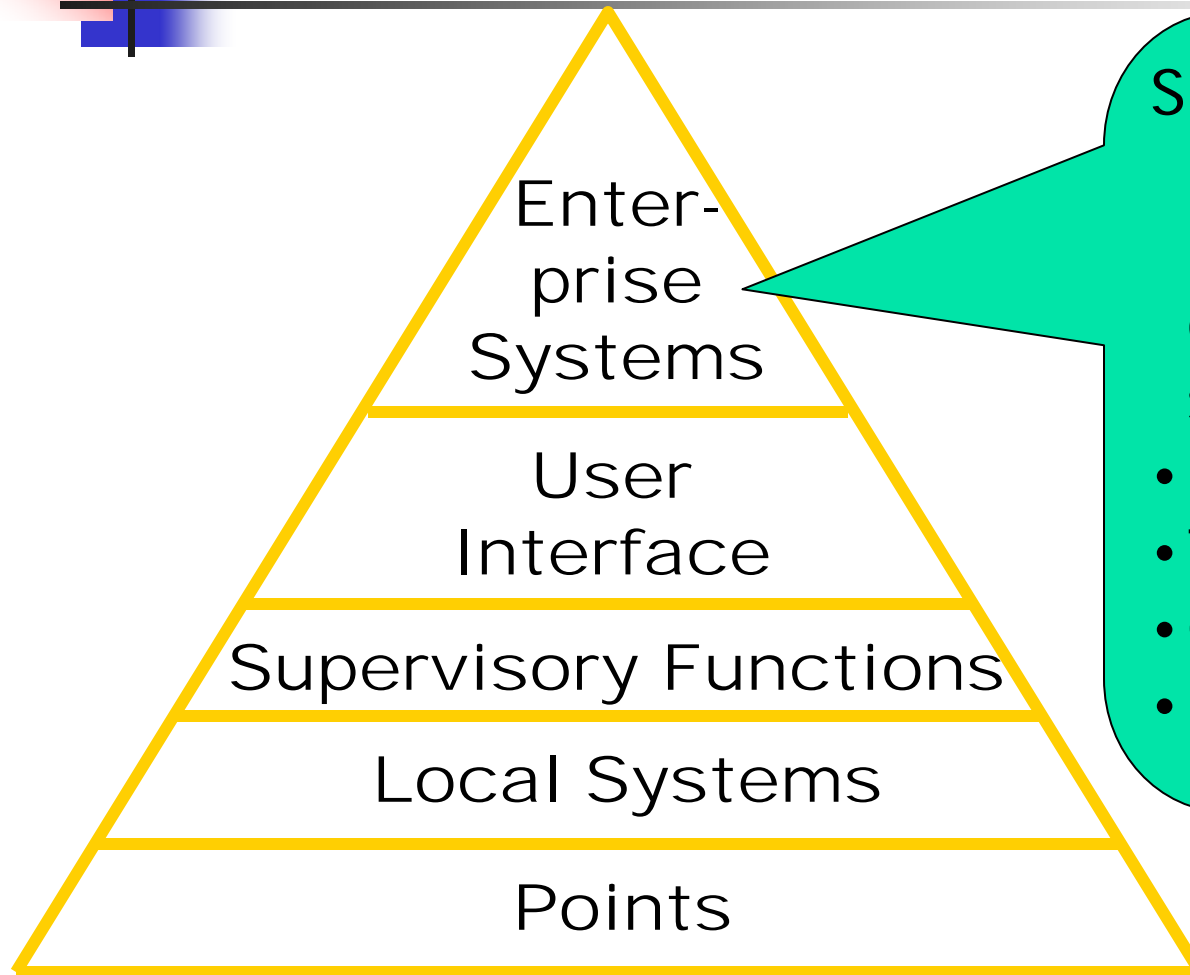 Enter-
prise
Systems
User
Interface
Supervisory Functions
Local Systems
Points
S